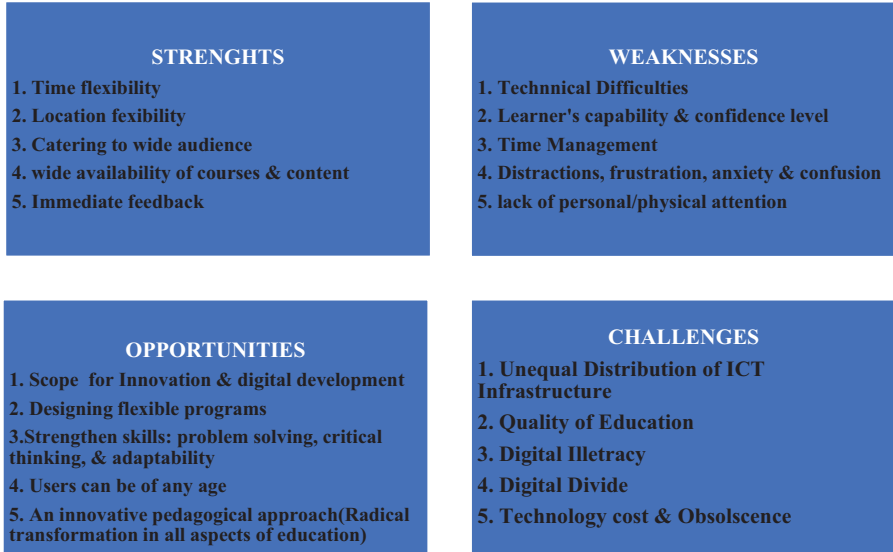 STRENGHTS
1. Time flexibility
2. Location fexibility
3. Catering to wide audience
4. wide availability of courses & content
5. Immediate feedback
WEAKNESSES
1. Technnical Difficulties
2. Learner's capability & confidence level
3. Time Management
4. Distractions, frustration, anxiety & confusion
5. lack of personal/physical attention
OPPORTUNITIES
1. Scope for Innovation & digital development
2. Designing flexible programs
3.Strengthen skills: problem solving, critical
thinking, & adaptability
4. Users can be of any age
5. An innovative pedagogical approach(Radical
transformation in all aspects of education)
CHALLENGES
1. Unequal Distribution of ICT
Infrastructure
2. Quality of Education
3. Digital Illetracy
4. Digital Divide
5. Technology cost & Obsolscence